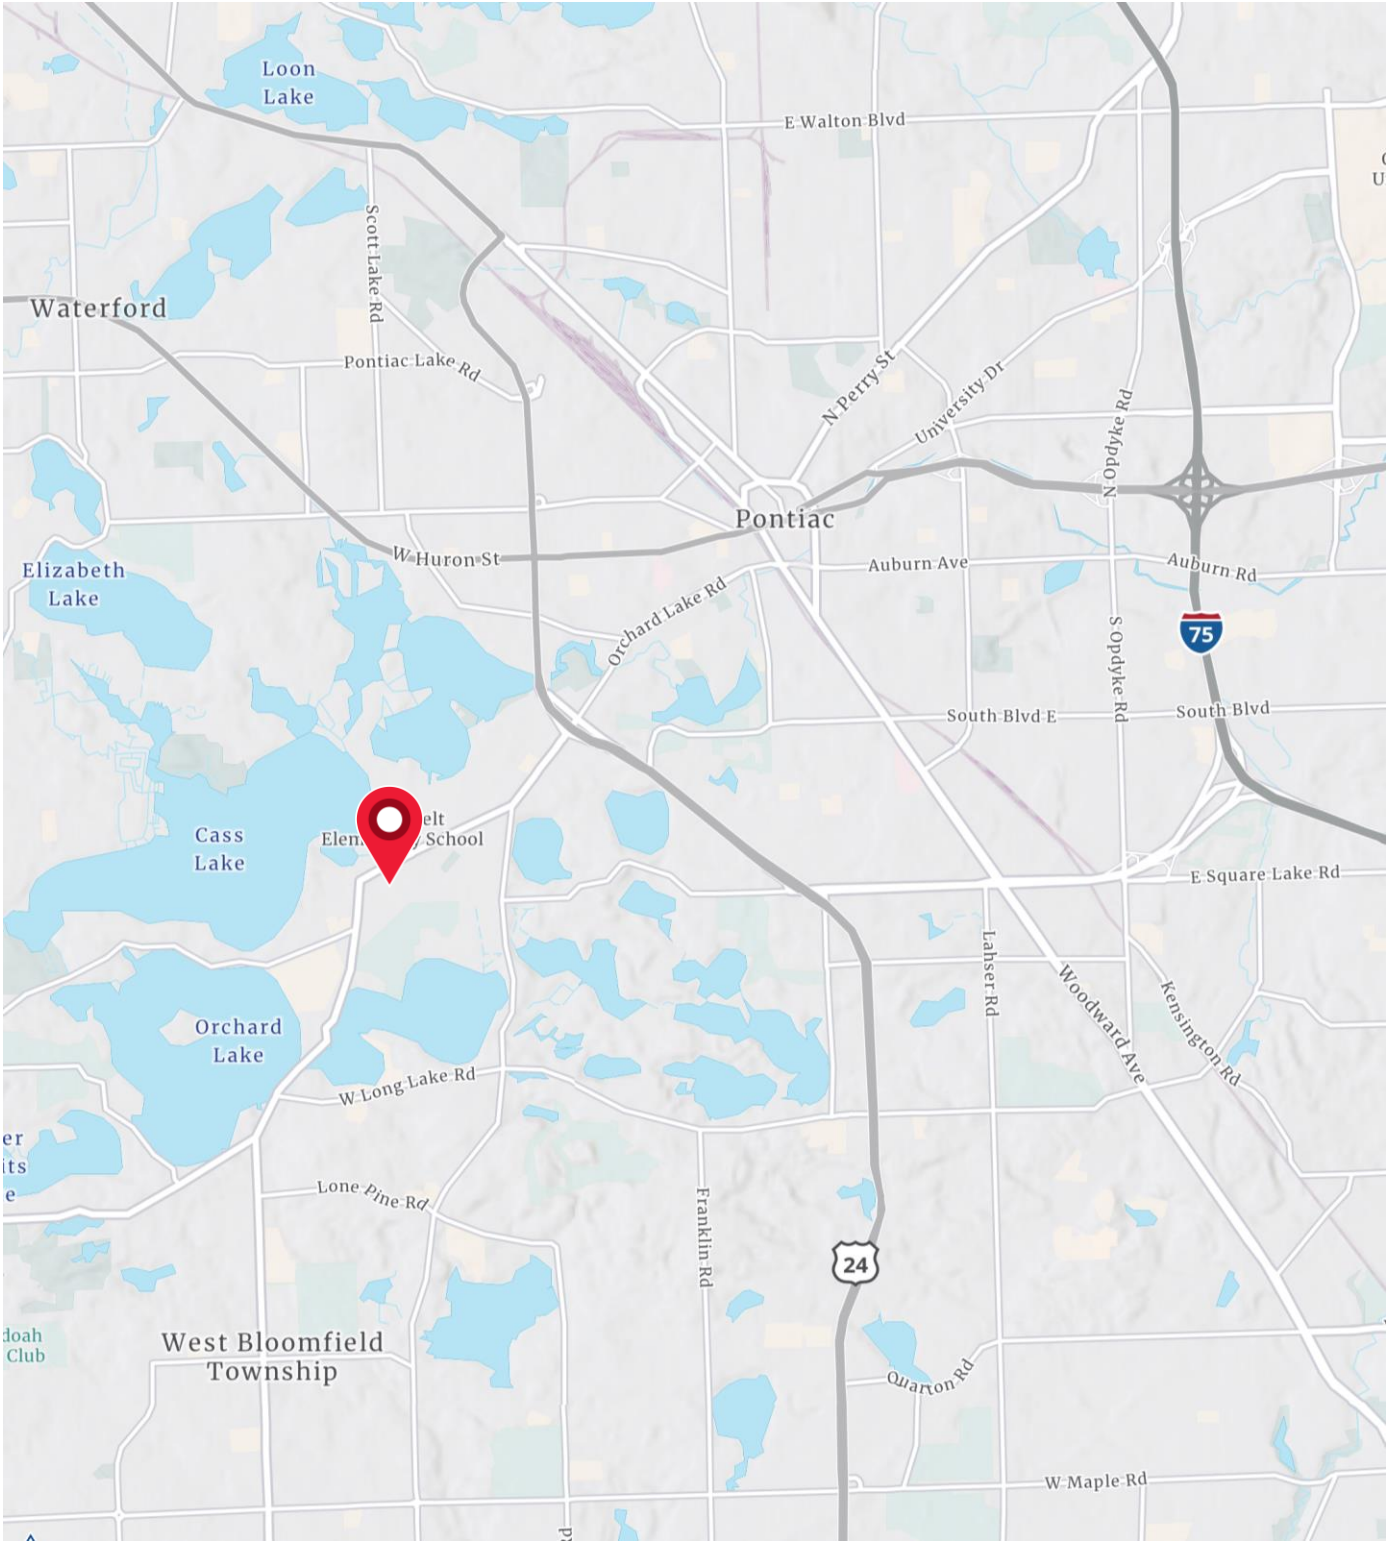 Loon
Lake
E Walton Blvd
Scott Lake Rd
Waterford
Pontiac Lake Rd
N Perry St
University Dr
N Opdyke Rd
Pontiac
W Huron St
Auburn Ave
Auburn Rd
Elizabeth
Lake
Orchard Lake Rd
75
S Opdyke Rd
South Blvd E
South Blvd
Cass
Lake
School
E Square Lake Rd
Lahser Rd
Woodward Ave
Kensington Rd
Orchard
Lake
W Long Lake Rd
Lone Pine Rd
Franklin Rd
24
West Bloomfield
Township
Club
Quarton Rd
W Maple Rd